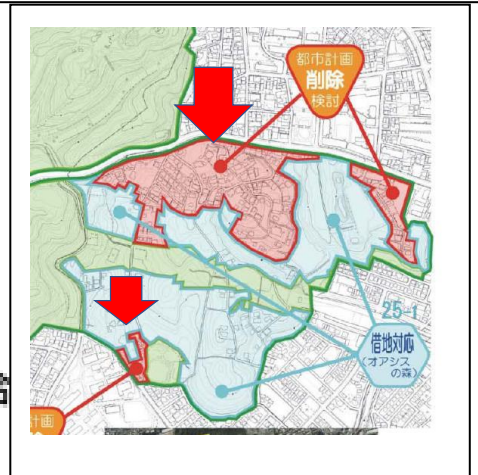 都市計画
削除
検討
25-1
借地対応
(オアシス
の森)
計画